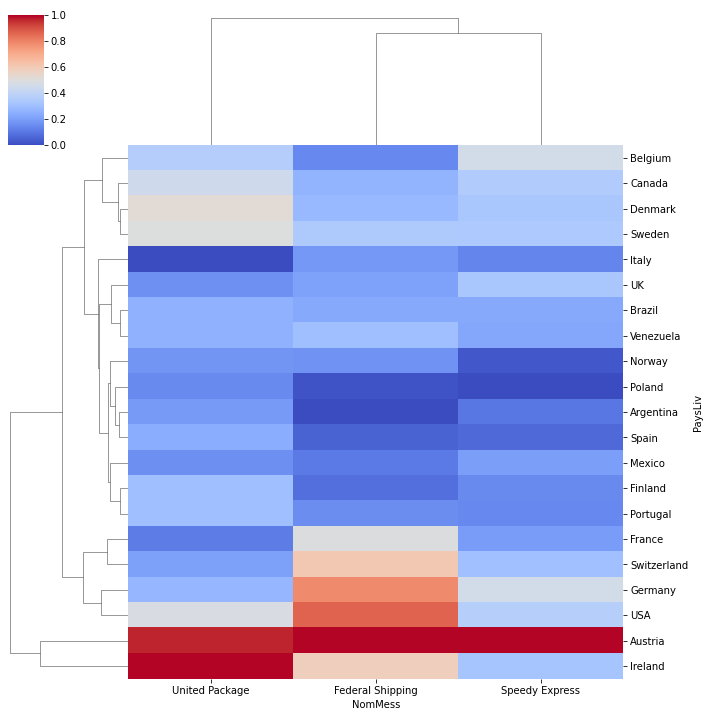 1.0
0.8
0.6
0.4
0.2
0.0
Belgium
Canada
Denmark
Sweden
Italy
UK
Brazil
Venezuela
Norway
Poland
Argentina
Spain
Mexico
Finland
Portugal
France
Switzerland
Germany
USA
Austria
Ireland
PaysLiv
United Package
Federal Shipping
Speedy Express
NomMess